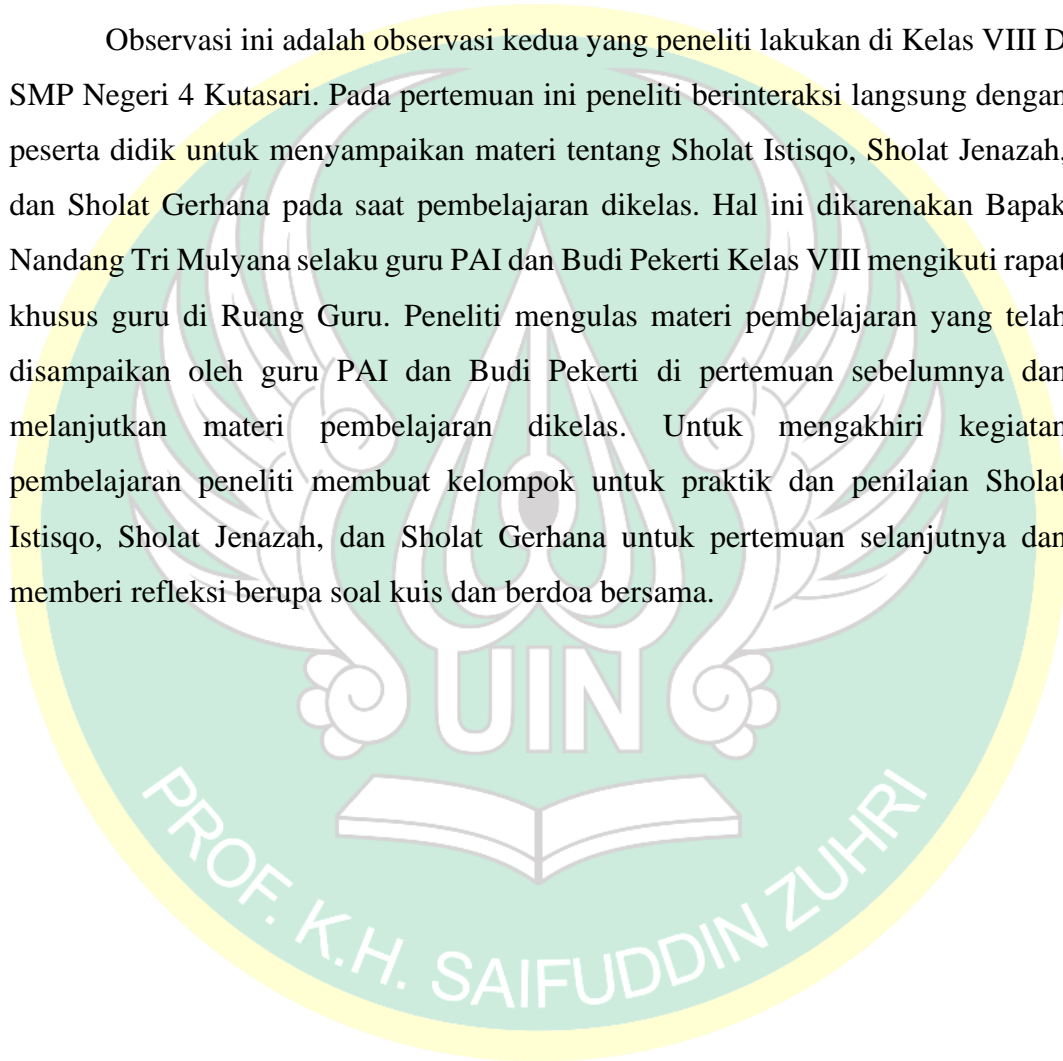 Observasi ini adalah observasi kedua yang peneliti lakukan di Kelas VIII D
SMP Negeri 4 Kutasari. Pada pertemuan ini peneliti berinteraksi langsung dengan
peserta didik untuk menyampaikan materi tentang Sholat Istisqo, Sholat Jenazah,
dan Sholat Gerhana pada saat pembelajaran dikelas. Hal ini dikarenakan Bapak
Nandang Tri Mulyana selaku guru PAI dan Budi Pekerti Kelas VIII mengikuti rapat
khusus guru di Ruang Guru. Peneliti mengulas materi pembelajaran yang telah
disampaikan oleh guru PAI dan Budi Pekerti di pertemuan sebelumnya dan
melanjutkan materi pembelajaran dikelas. Untuk mengakhiri kegiatan
pembelajaran peneliti membuat kelompok untuk praktik dan penilaian Sholat
Istisqo, Sholat Jenazah, dan Sholat Gerhana untuk pertemuan selanjutnya dan
memberi refleksi berupa soal kuis dan berdoa bersama.
UIN
PROF. K.H. SAIFUDDIN ZUHRI